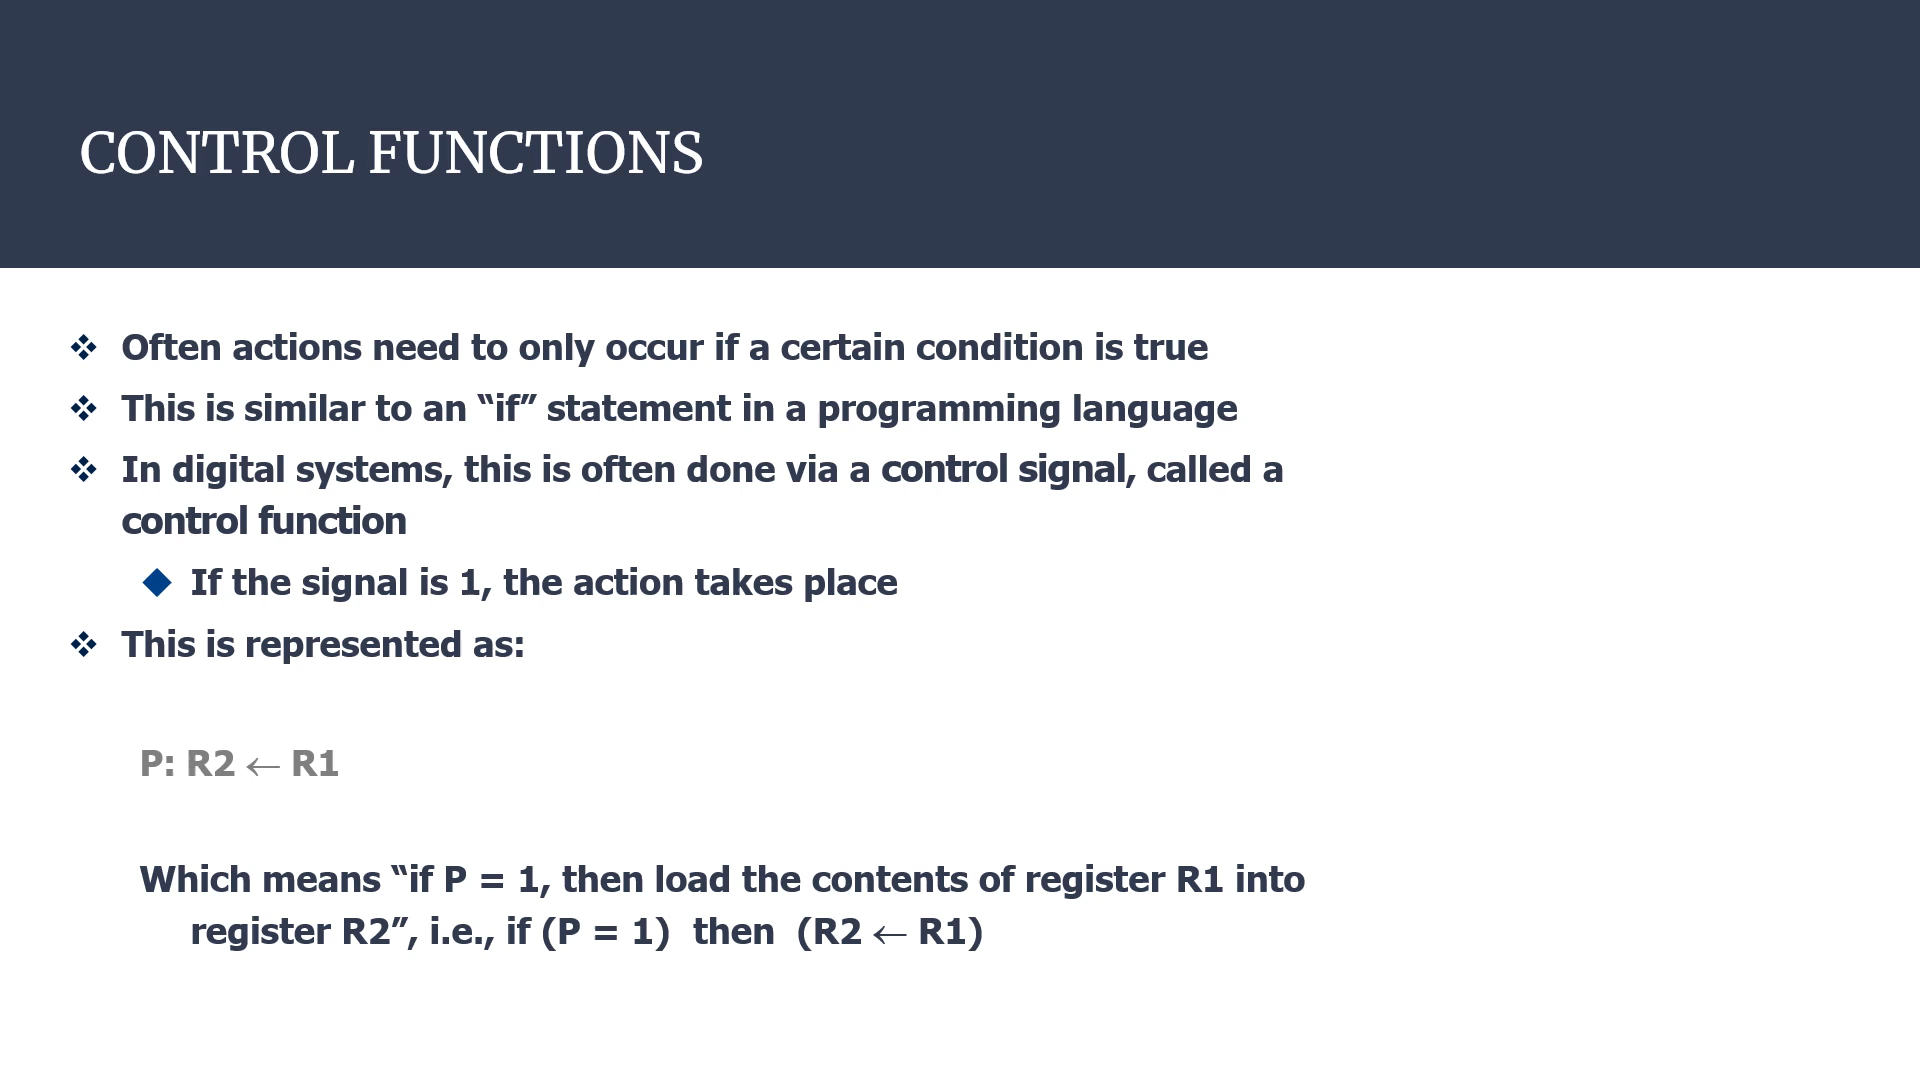 CONTROL FUNCTIONS
❖ Often actions need to only occur if a certain condition is true
❖ This is similar to an “if” statement in a programming language
❖ In digital systems, this is often done via a control signal, called a
control function
◆ If the signal is 1, the action takes place
❖ This is represented as:
P: R2 ← R1
Which means “if P = 1, then load the contents of register R1 into
register R2”, i.e., if (P = 1) then (R2 ← R1)